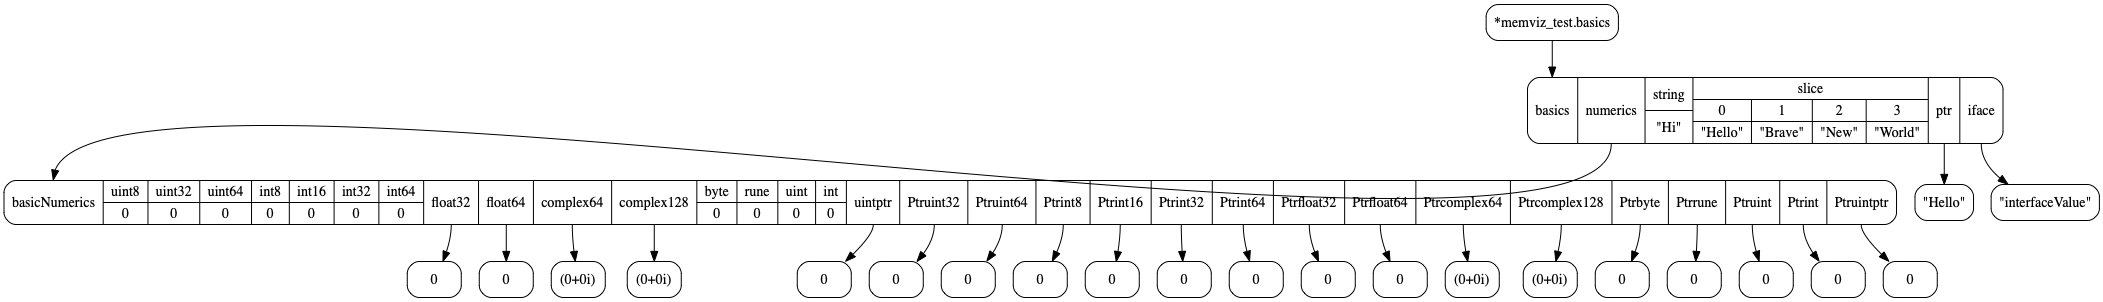 *memviz_test.basics
basics numerics string "Hi" slice 0 1 2 3 "Hello" "Brave" "New" "World" ptr iface
basicNumerics uint8 0 uint32 0 uint64 0 int8 0 int16 0 int32 0 int64 0 float32 float64 complex64 complex128 byte 0 rune 0 uint 0 int 0 uintptr Ptruint32 Ptruint64 Ptrint8 Ptrint16 Ptrint32 Ptrint64 Ptrfloat32 Ptrfloat64 Ptrcomplex64 Ptrcomplex128 Ptrbyte Ptrrune Ptruint Ptrint Ptruintptr "Hello" "interfaceValue"
0 0 (0+0i) (0+0i) 0 0 0 0 0 0 0 0 0 (0+0i) (0+0i) 0 0 0 0 0